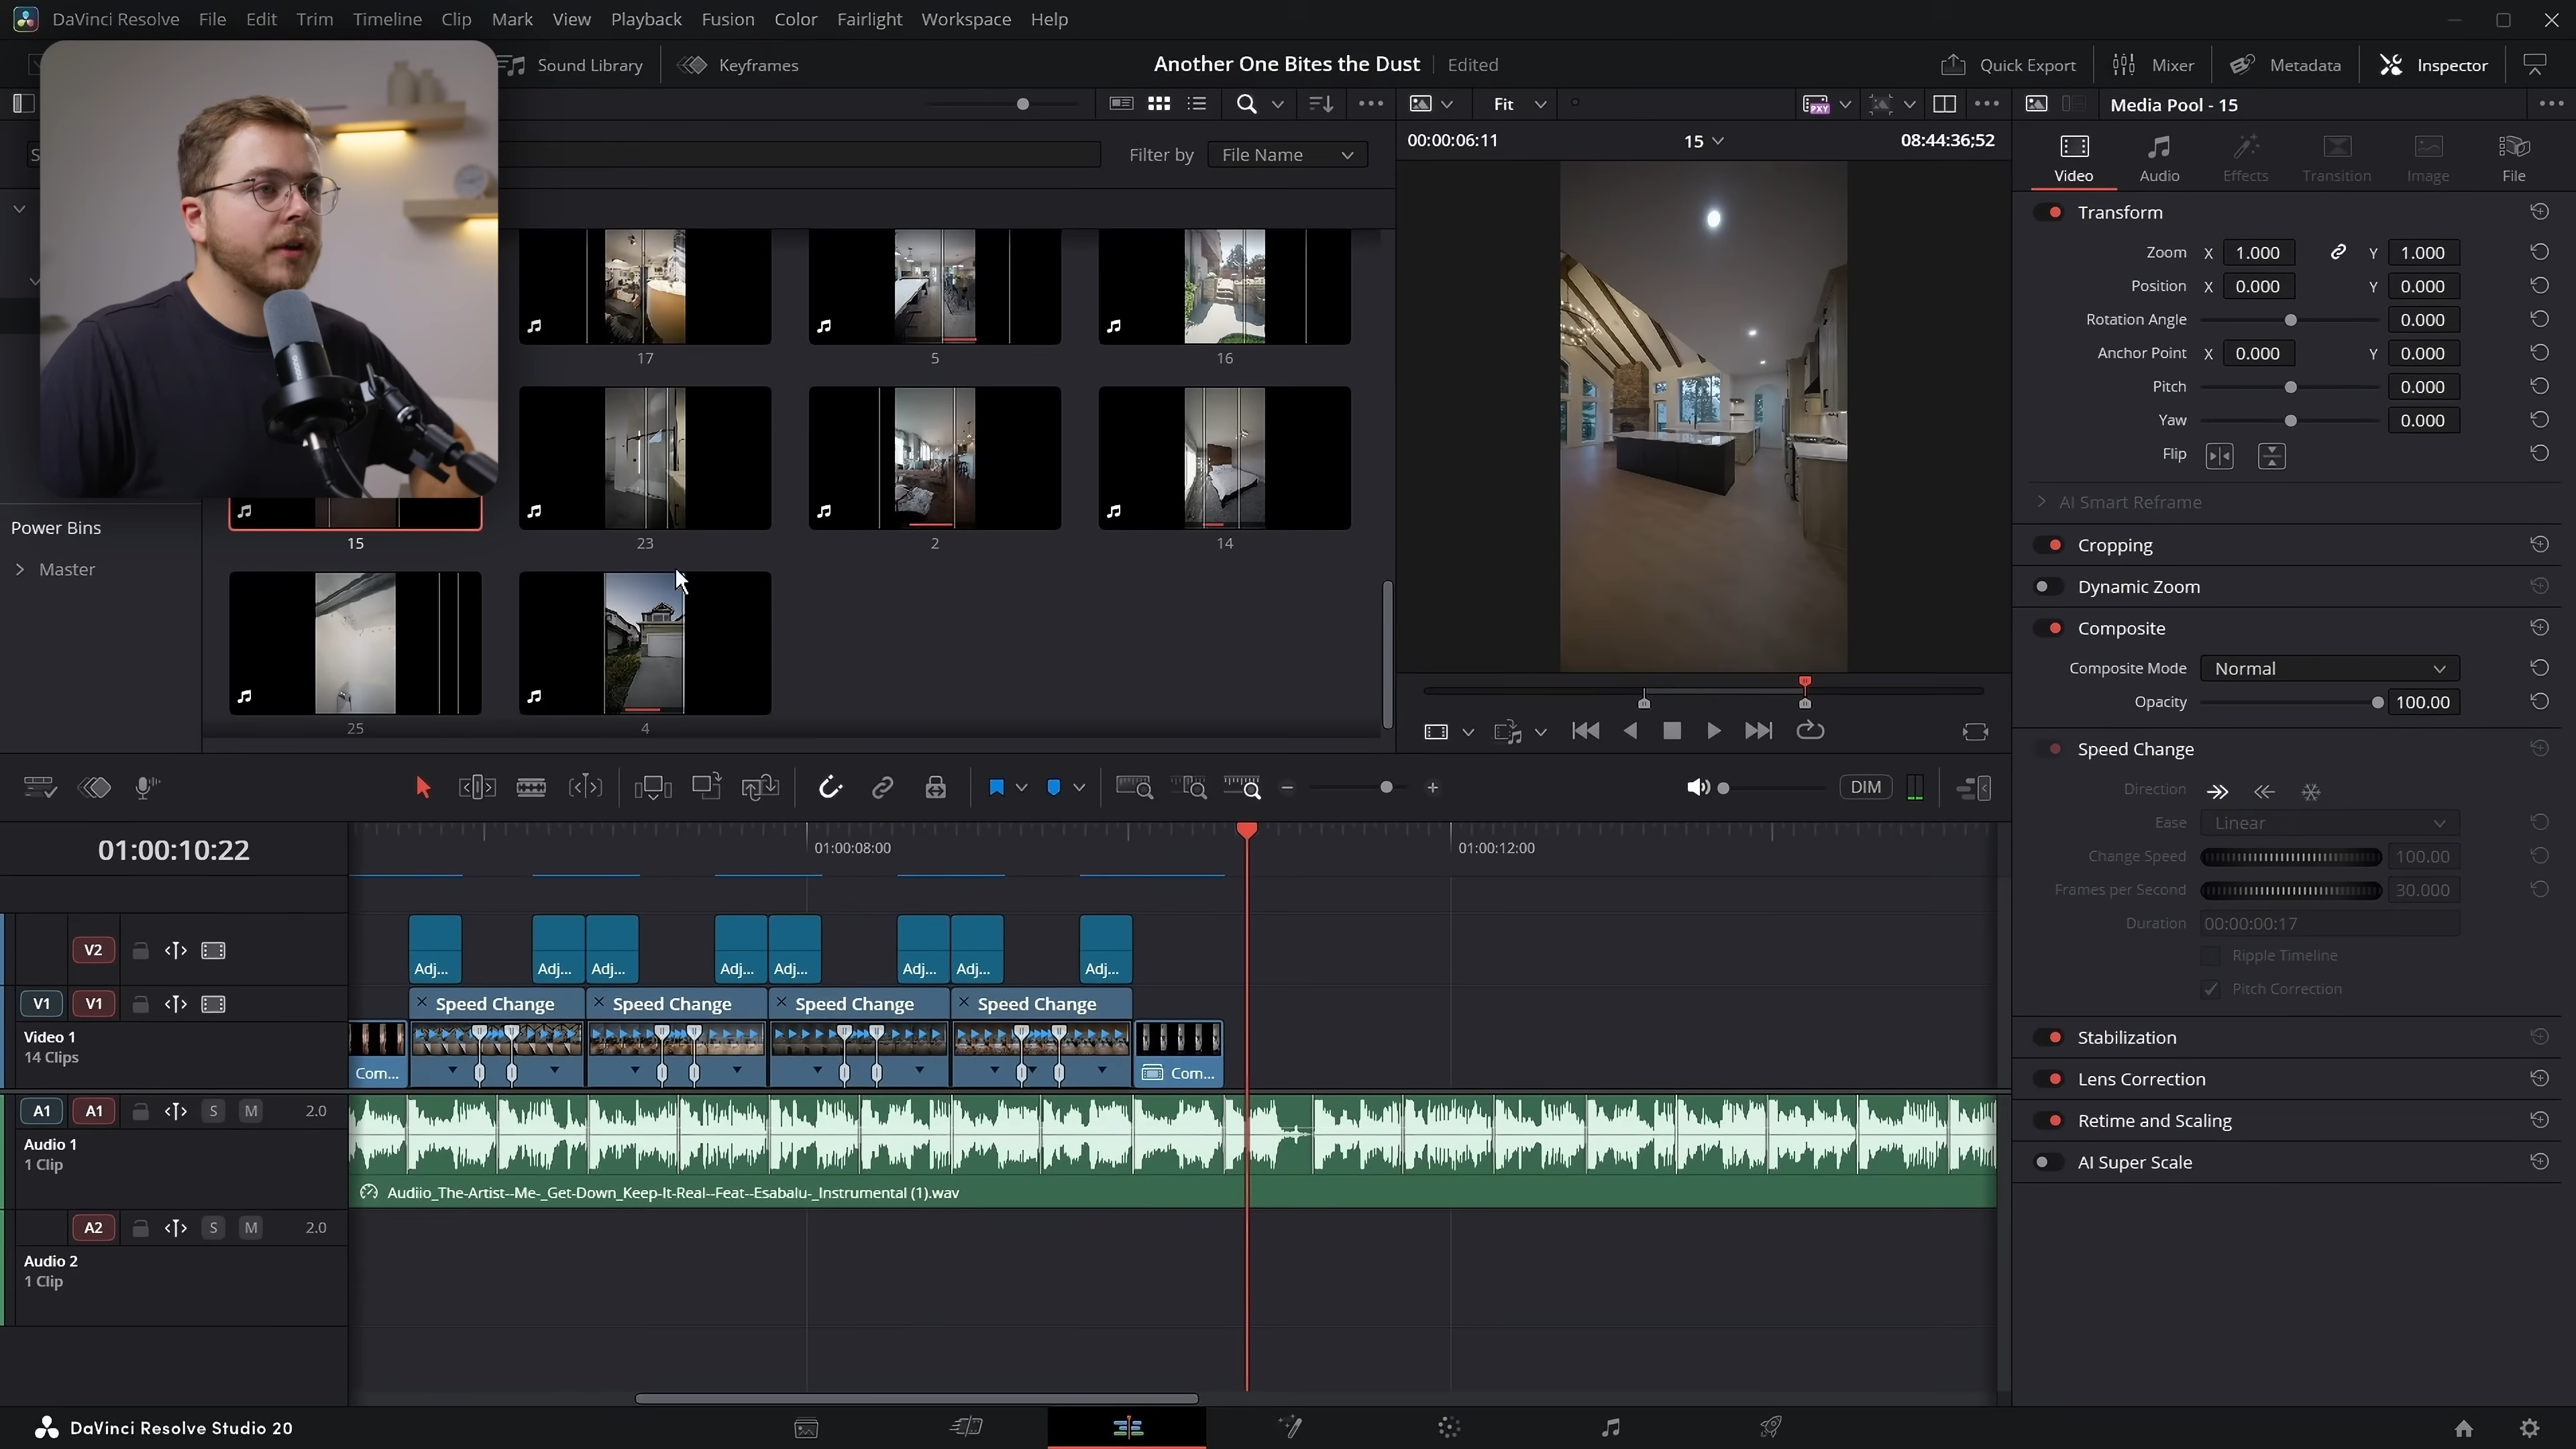 DaVinci Resolve File Edit Trim Timeline Clip Mark View Playback Fusion Color Fairlight Workspace Help
Sound Library Keyframes Another One Bites the Dust Edited Quick Export Mixer Metadata Inspector
Fit PXY Media Pool - 15
Filter by File Name 00:00:06:11 15 08:44:36;52
Video Audio Effects Transition Image File
Transform
Zoom X 1.000 Y 1.000
Position X 0.000 Y 0.000
Rotation Angle 0.000
Anchor Point X 0.000 Y 0.000
Pitch 0.000
Yaw 0.000
Flip
AI Smart Reframe
Cropping
Dynamic Zoom
Composite
Composite Mode Normal
Opacity 100.00
Speed Change
Direction
Ease Linear
Change Speed 100.00
Frames per Second 30.000
Duration 00:00:00:17
Ripple Timeline
Pitch Correction
Stabilization
Lens Correction
Retime and Scaling
AI Super Scale
17 5 16
Power Bins
Master
15 23 2 14
25 4
DIM
01:00:10:22 01:00:08:00 01:00:12:00
V2 Adj... Adj... Adj... Adj... Adj... Adj... Adj... Adj...
V1 V1 Speed Change Speed Change Speed Change Speed Change
Video 1
14 Clips Com... Com...
A1 A1 S M 2.0
Audio 1
1 Clip
Audiio_The-Artist--Me-_Get-Down_Keep-It-Real--Feat--Esabalu-_Instrumental (1).wav
A2 S M 2.0
Audio 2
1 Clip
DaVinci Resolve Studio 20